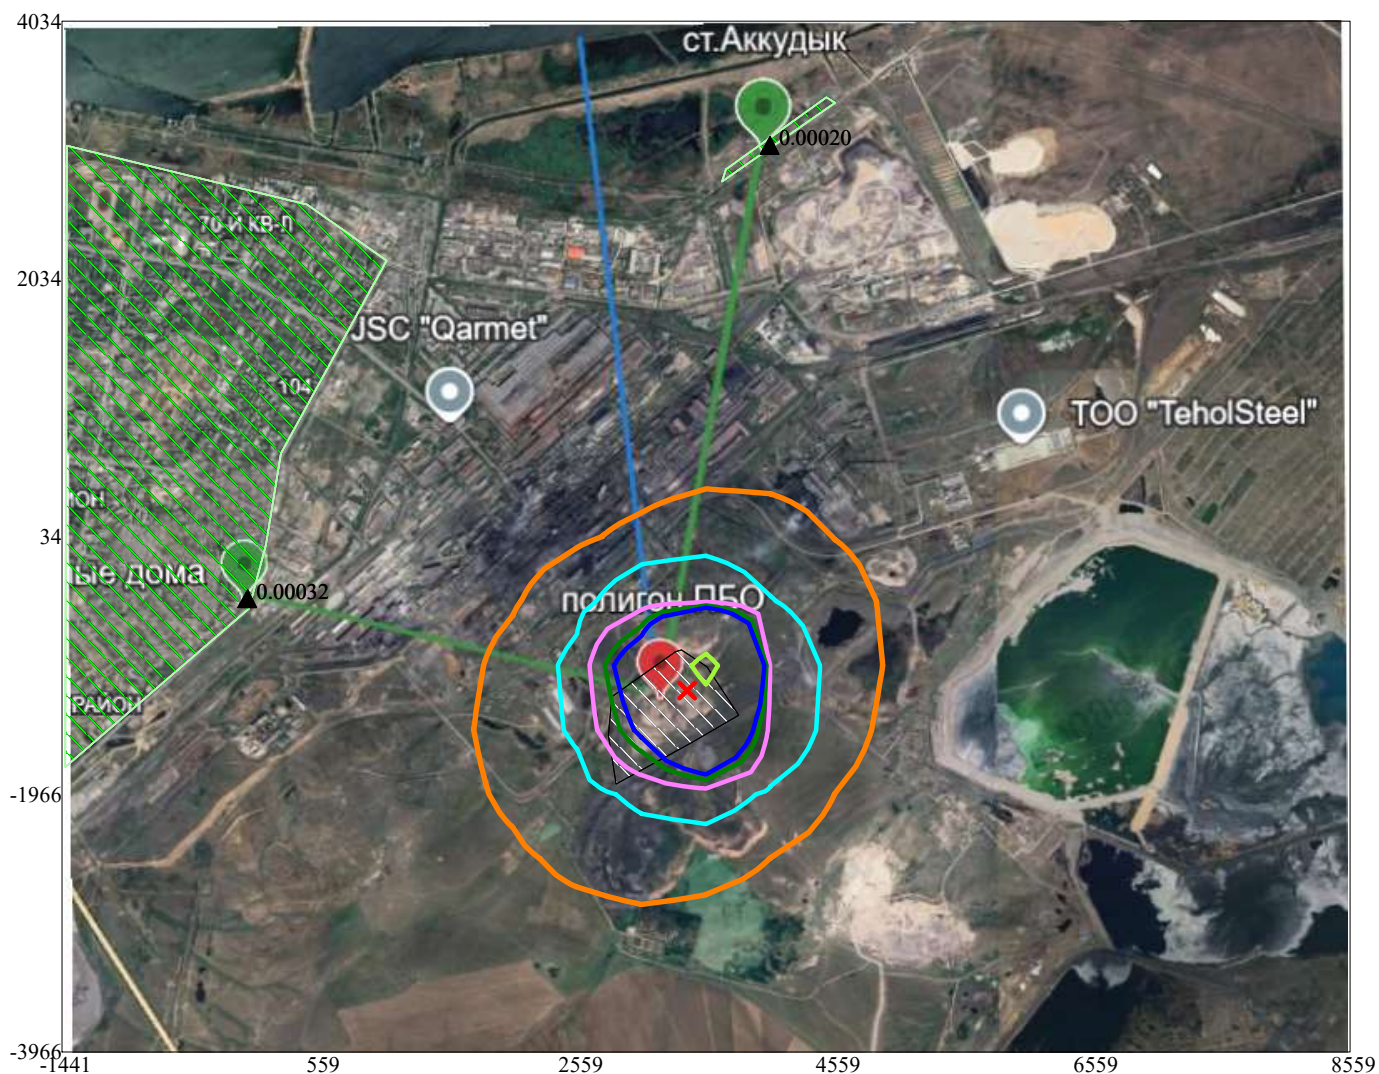 4034
ст.Аккудык
0.00020
70-Й КВ-Л
2034
JSC "Qarmet"
104
ТОО "TeholSteel"
ЮН
34
ые дома
0.00032
полигон ПБО
РАЙОН
-1966
-3966
-1441
559
2559
4559
6559
8559